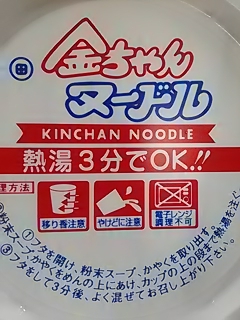 金ちゃん
ヌードル
KINCHAN NOODLE
熱湯3分でOK.!!
理方法
移り香注意
やけどに注意
電子レンジ
調理不可
①フタを開け、粉末スープ、かやくを取り出す。
②粉末スープ、かやくをめんの上にあけ、カップの上の段まで熱湯を注ぐ
③フタをして3分後、よく混ぜてお召し上がり下さい。